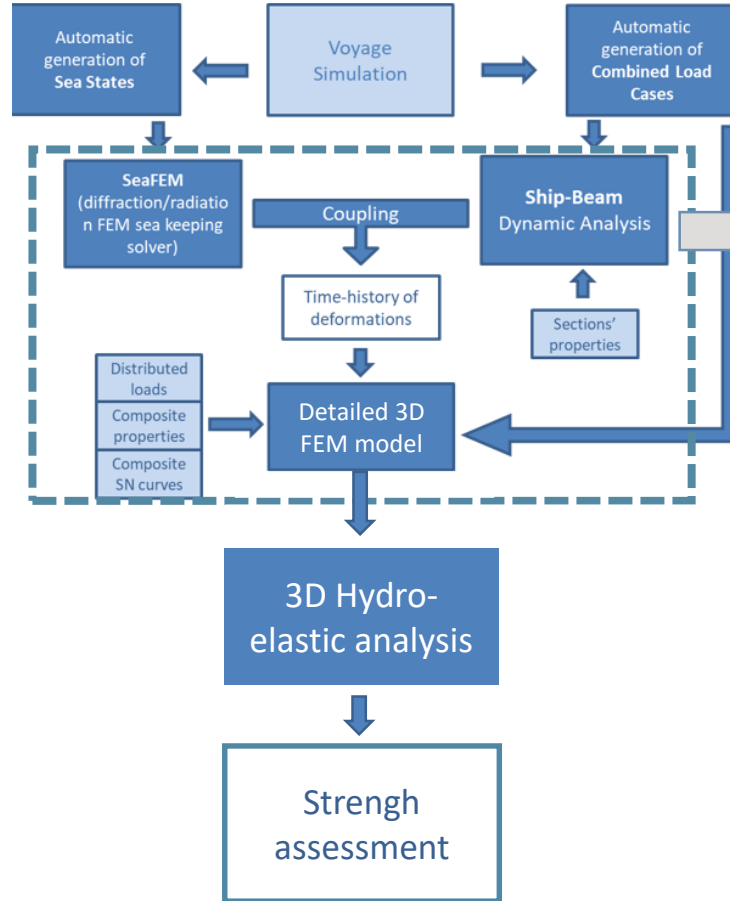 Automatic
generation of
Sea States
Voyage
Simulation
Automatic
generation of
Combined Load
Cases
SeaFEM
(diffraction/radiatio
n FEM sea keeping
solver)
Coupling
Ship-Beam
Dynamic Analysis
Time-history of
deformations
Sections'
properties
Distributed
loads
Composite
properties
Composite
SN curves
Detailed 3D
FEM model
3D Hydro-
elastic analysis
Strengh
assessment